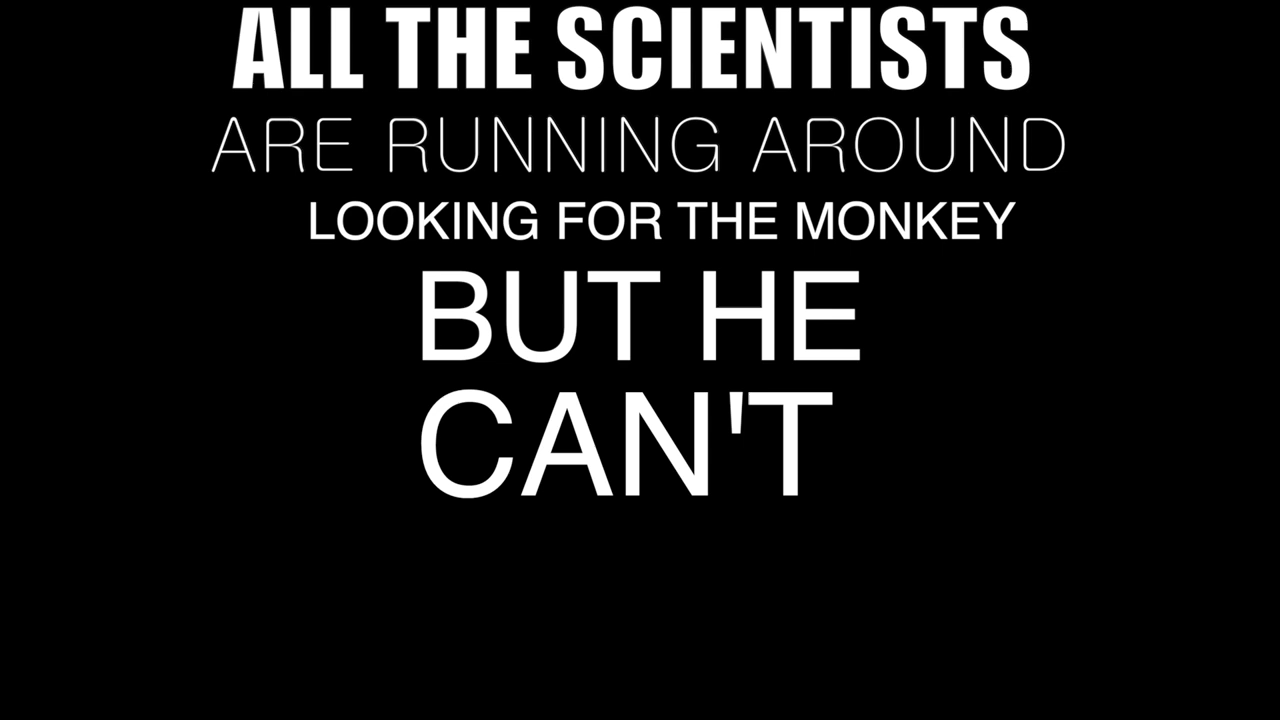 ALL THE SCIENTISTS
ARE RUNNING AROUND
LOOKING FOR THE MONKEY
BUT HE
CAN'T